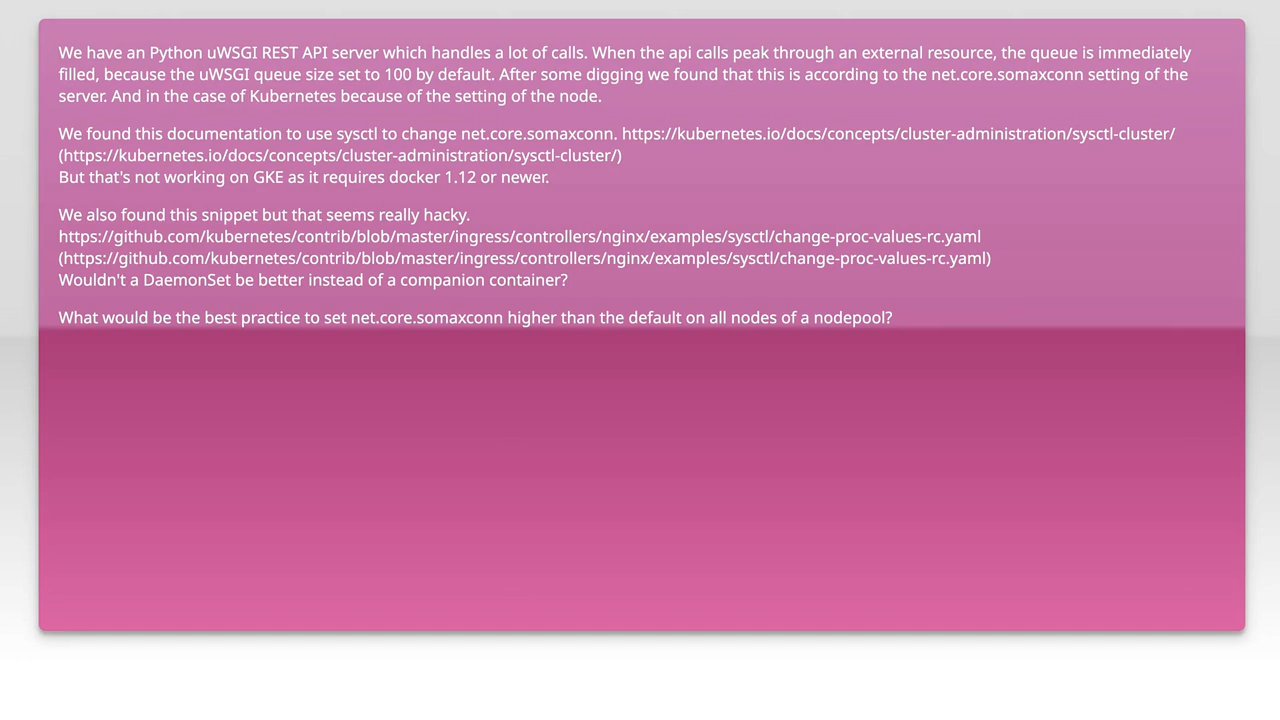 We have an Python uWSGI REST API server which handles a lot of calls. When the api calls peak through an external resource, the queue is immediately
filled, because the uWSGI queue size set to 100 by default. After some digging we found that this is according to the net.core.somaxconn setting of the
server. And in the case of Kubernetes because of the setting of the node.
We found this documentation to use sysctl to change net.core.somaxconn. https://kubernetes.io/docs/concepts/cluster-administration/sysctl-cluster/
(https://kubernetes.io/docs/concepts/cluster-administration/sysctl-cluster/)
But that's not working on GKE as it requires docker 1.12 or newer.
We also found this snippet but that seems really hacky.
https://github.com/kubernetes/contrib/blob/master/ingress/controllers/nginx/examples/sysctl/change-proc-values-rc.yaml
(https://github.com/kubernetes/contrib/blob/master/ingress/controllers/nginx/examples/sysctl/change-proc-values-rc.yaml)
Wouldn't a DaemonSet be better instead of a companion container?
What would be the best practice to set net.core.somaxconn higher than the default on all nodes of a nodepool?